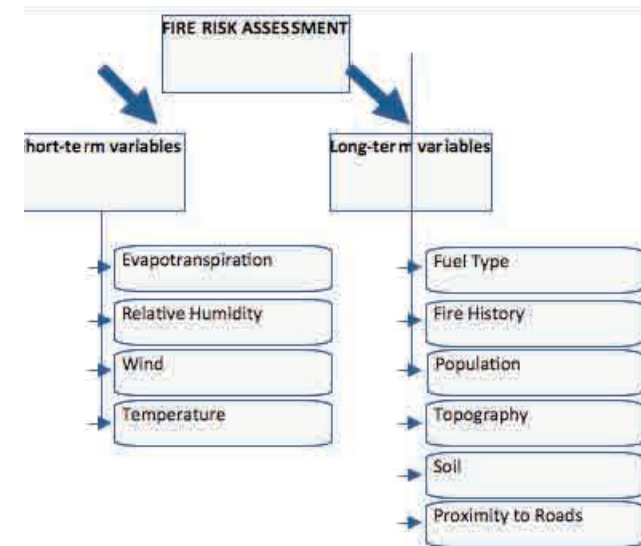 FIRE RISK ASSESSMENT
hort-term variables
Long-term variables
Evapotranspiration
Relative Humidity
Wind
Temperature
Fuel Type
Fire History
Population
Topography
Soil
Proximity to Roads